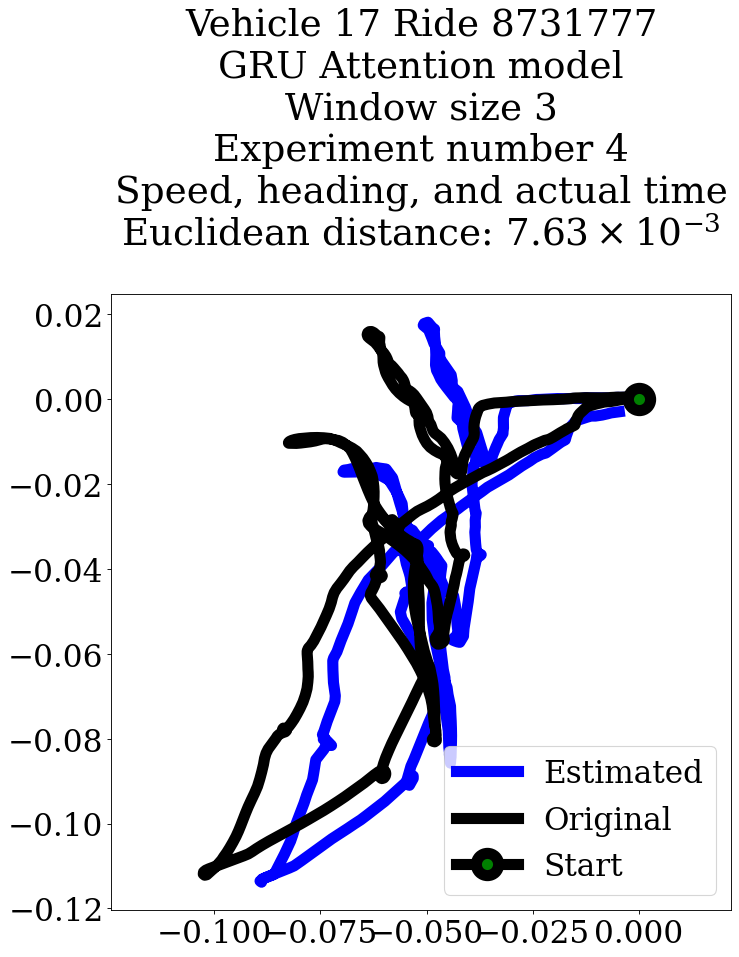 Vehicle 17 Ride 8731777
GRU Attention model
Window size 3
Experiment number 4
Speed, heading, and actual time
Euclidean distance: 7.63 × 10⁻³
0.02
0.00
−0.02
−0.04
−0.06
−0.08
−0.10
−0.12
Estimated
Original
Start
−0.100 −0.075 −0.050 −0.025 0.000